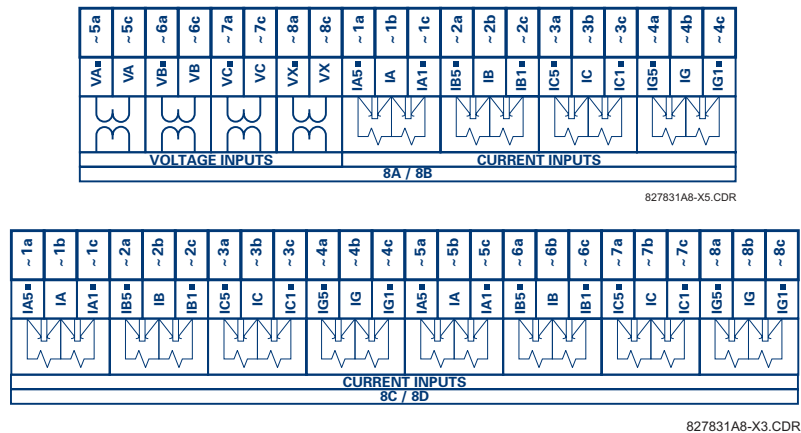 ~ 5a ~ 5c ~ 6a ~ 6c ~ 7a ~ 7c ~ 8a ~ 8c ~ 1a ~ 1b ~ 1c ~ 2a ~ 2b ~ 2c ~ 3a ~ 3b ~ 3c ~ 4a ~ 4b ~ 4c
VA■ VA VB■ VB VC■ VC VX■ VX IA5■ IA IA1■ IB5■ IB IB1■ IC5■ IC IC1■ IG5■ IG IG1■
VOLTAGE INPUTS CURRENT INPUTS
8A / 8B
827831A8-X5.CDR
~ 1a ~ 1b ~ 1c ~ 2a ~ 2b ~ 2c ~ 3a ~ 3b ~ 3c ~ 4a ~ 4b ~ 4c ~ 5a ~ 5b ~ 5c ~ 6a ~ 6b ~ 6c ~ 7a ~ 7b ~ 7c ~ 8a ~ 8b ~ 8c
IA5■ IA IA1■ IB5■ IB IB1■ IC5■ IC IC1■ IG5■ IG IG1■ IA5■ IA IA1■ IB5■ IB IB1■ IC5■ IC IC1■ IG5■ IG IG1■
CURRENT INPUTS
8C / 8D
827831A8-X3.CDR